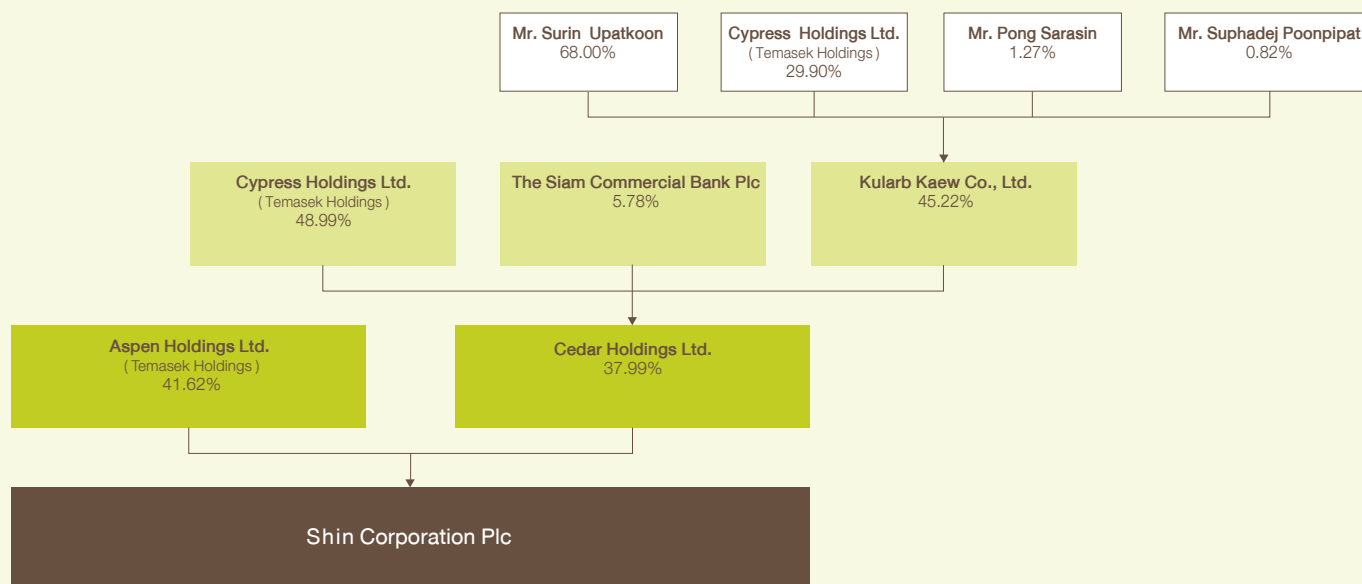 Mr. Surin Upatkoon
68.00%
Cypress Holdings Ltd.
( Temasek Holdings )
29.90%
Mr. Pong Sarasin
1.27%
Mr. Suphadej Poonpipat
0.82%
Cypress Holdings Ltd.
( Temasek Holdings )
48.99%
The Siam Commercial Bank Plc
5.78%
Kularb Kaew Co., Ltd.
45.22%
Aspen Holdings Ltd.
( Temasek Holdings )
41.62%
Cedar Holdings Ltd.
37.99%
Shin Corporation Plc